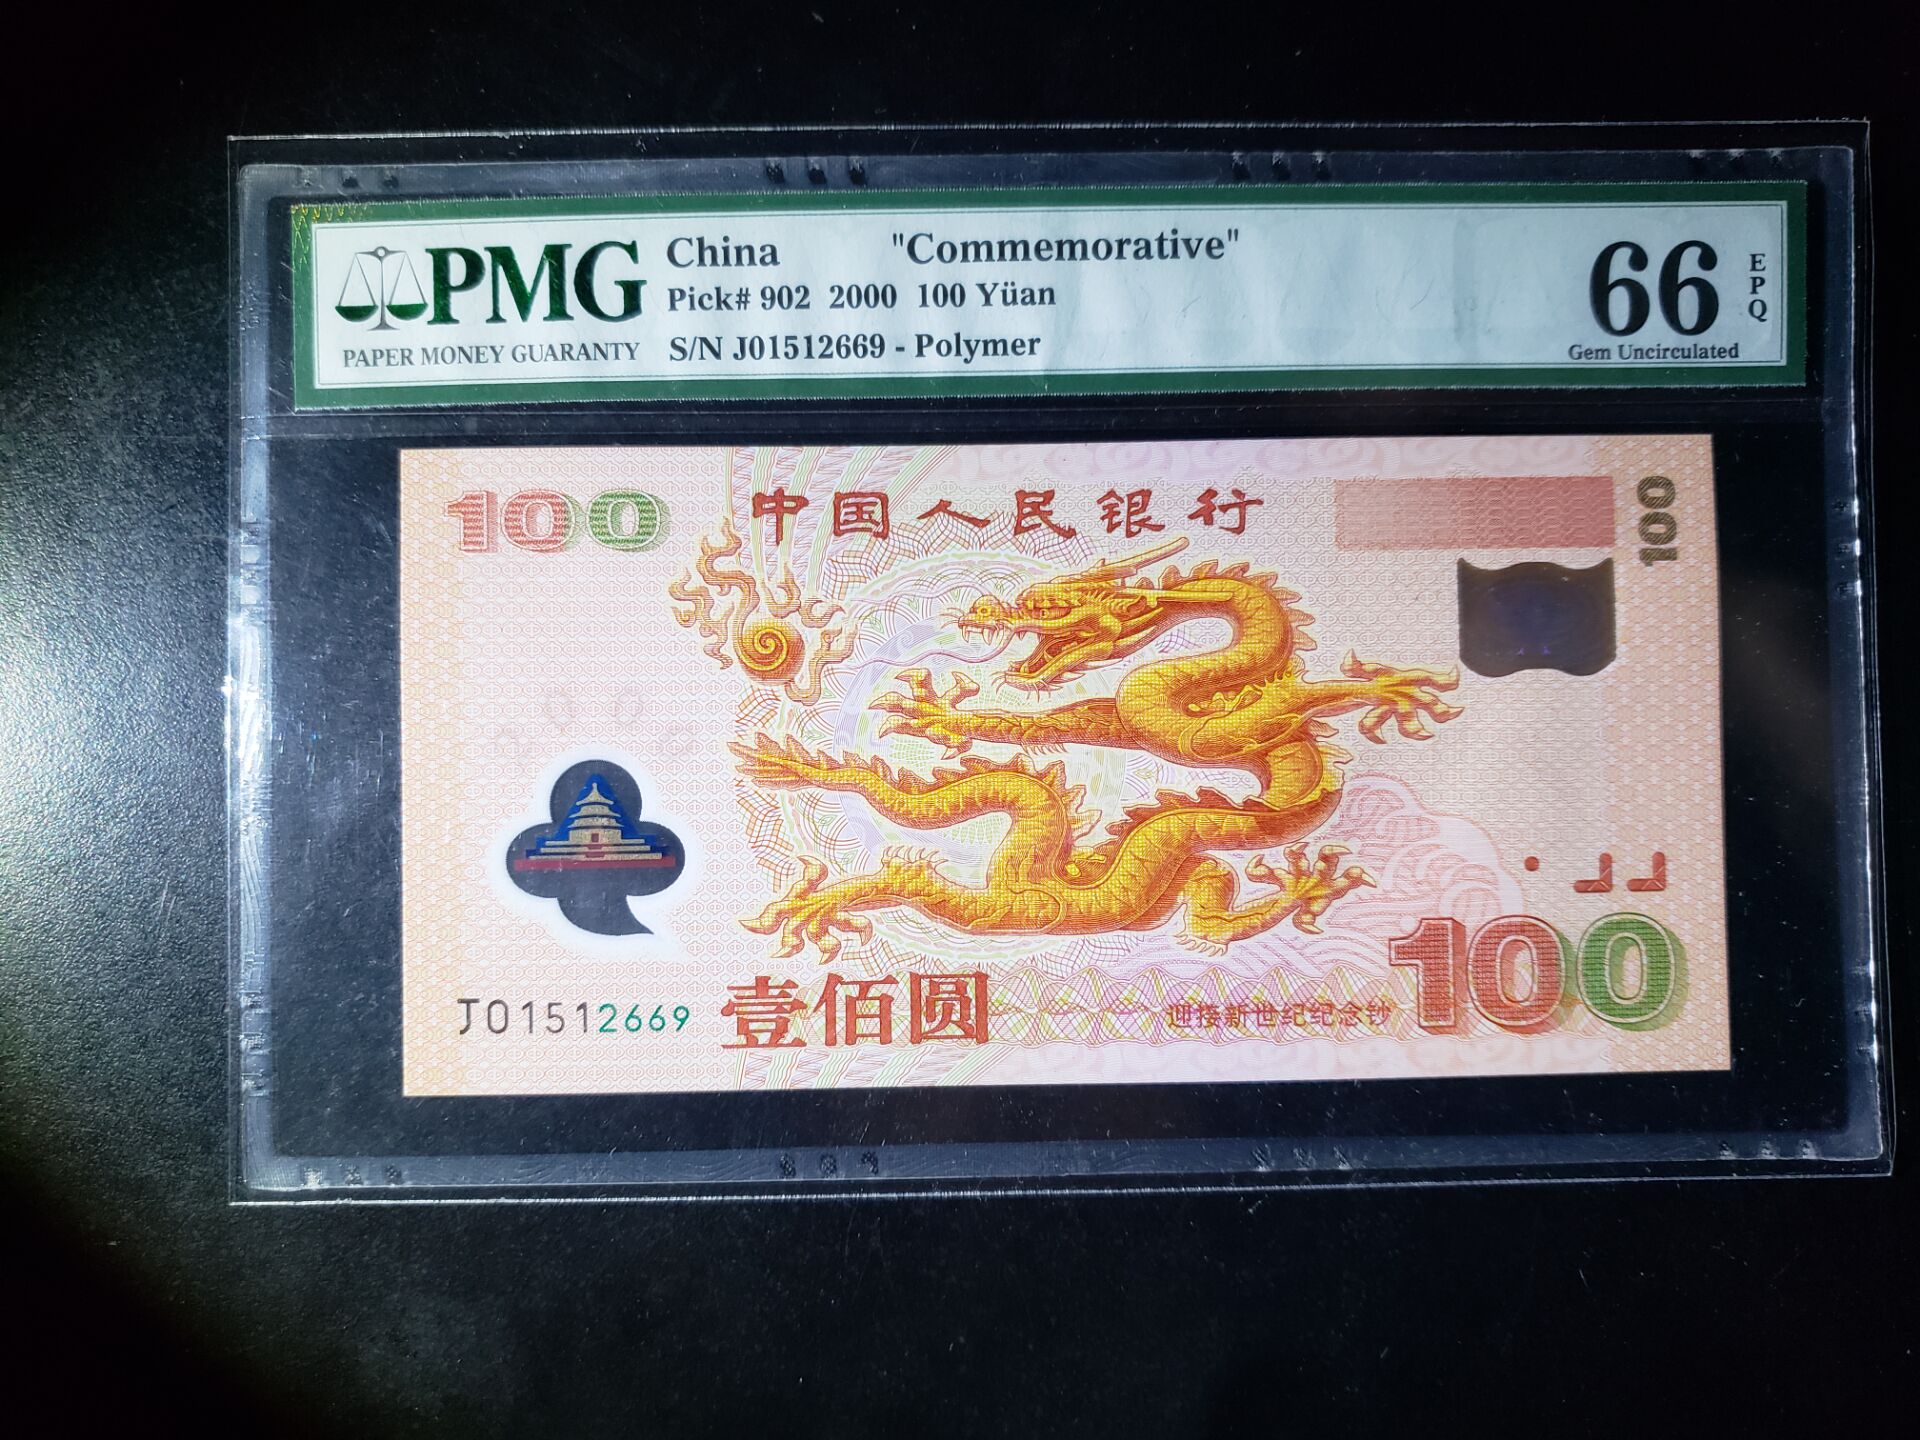 PMG
PAPER MONEY GUARANTY
China "Commemorative"
Pick# 902 2000 100 Yüan
S/N J01512669 - Polymer
66
EPQ
Gem Uncirculated
100
中国人民银行
100
J01512669
壹佰圆
迎接新世纪纪念钞
100